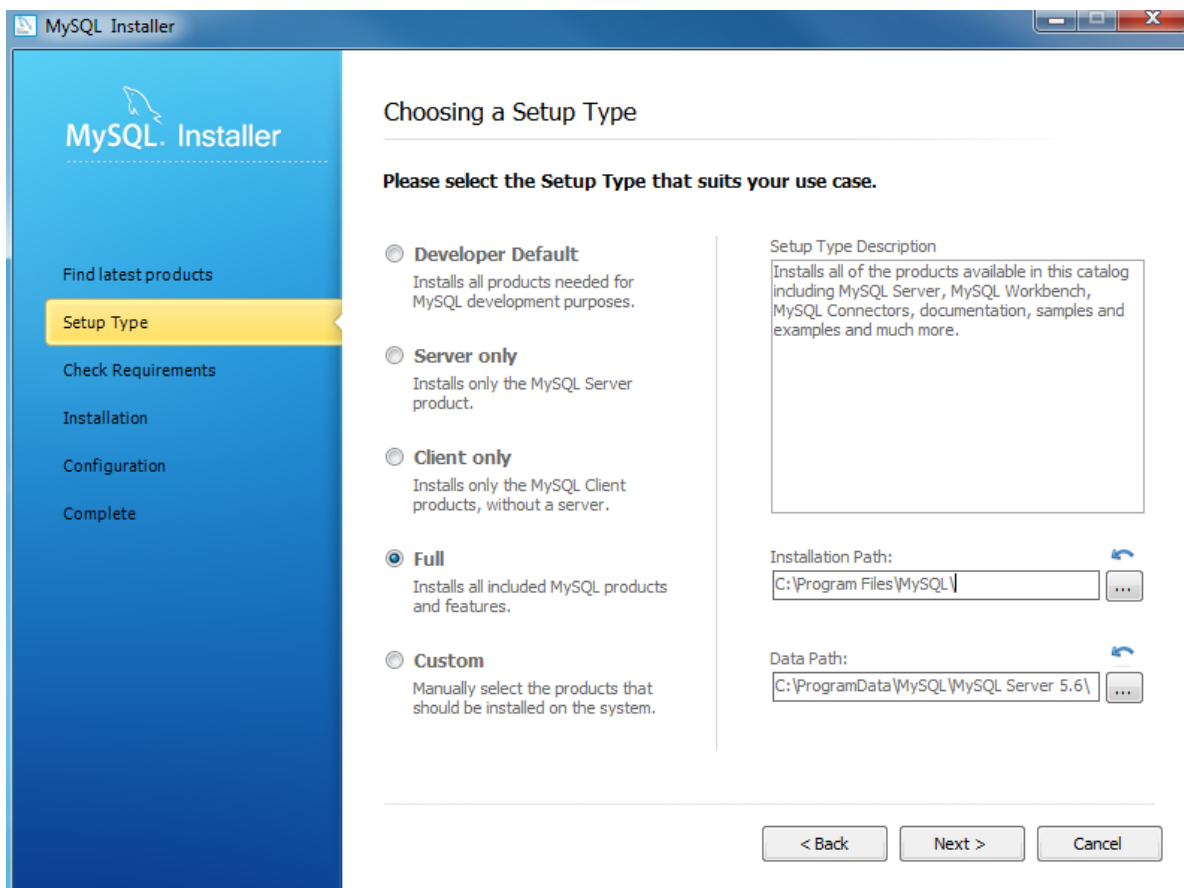 MySQL Installer
MySQL. Installer
Find latest products
Setup Type
Check Requirements
Installation
Configuration
Complete
Choosing a Setup Type
Please select the Setup Type that suits your use case.
Developer Default
Installs all products needed for
MySQL development purposes.
Server only
Installs only the MySQL Server
product.
Client only
Installs only the MySQL Client
products, without a server.
Full
Installs all included MySQL products
and features.
Custom
Manually select the products that
should be installed on the system.
Setup Type Description
Installs all of the products available in this catalog
including MySQL Server, MySQL Workbench,
MySQL Connectors, documentation, samples and
examples and much more.
Installation Path:
C:\Program Files\MySQL\
...
Data Path:
C:\ProgramData\MySQL\MySQL Server 5.6\
...
< Back
Next >
Cancel